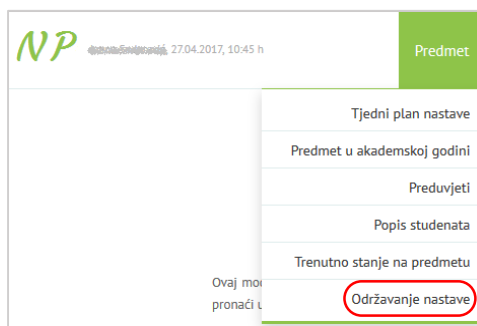 NP
27.04.2017, 10:45 h
Predmet
Tjedni plan nastave
Predmet u akademskoj godini
Preduvjeti
Popis studenata
Trenutno stanje na predmetu
Ovaj
Održavanje nastave
pronaći